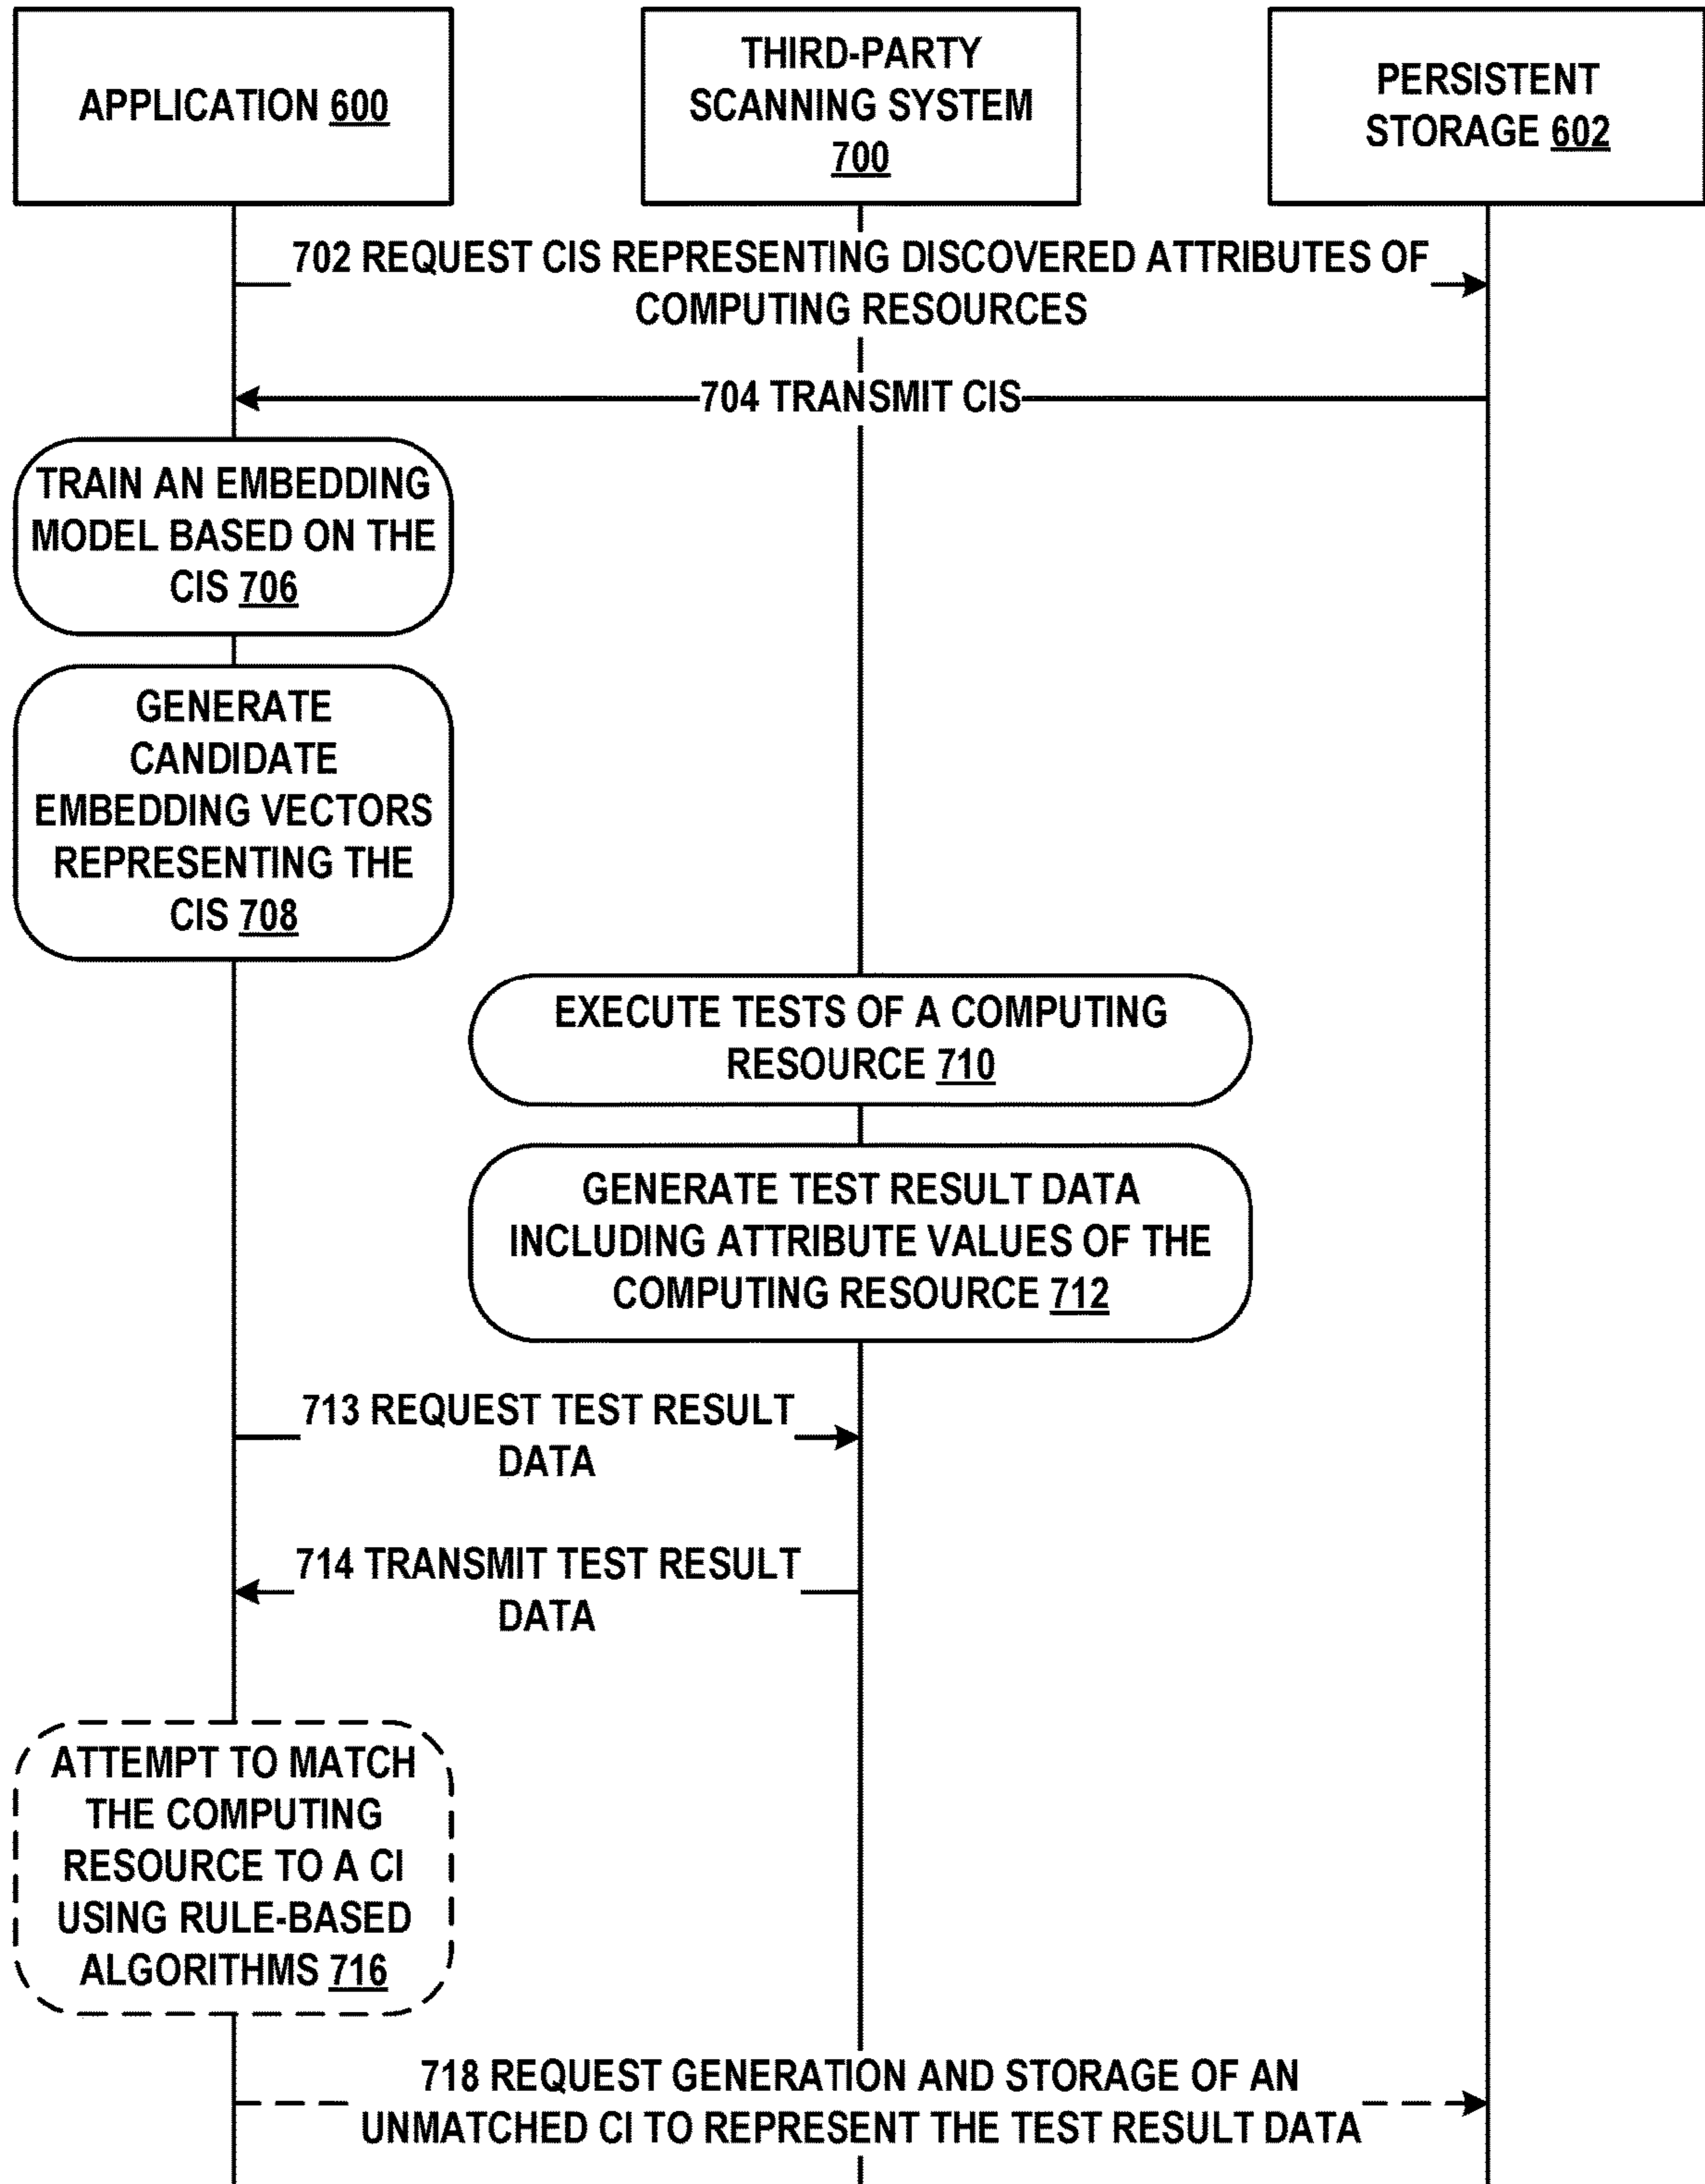 APPLICATION 600
THIRD-PARTY
SCANNING SYSTEM
700
PERSISTENT
STORAGE 602
702 REQUEST CIS REPRESENTING DISCOVERED ATTRIBUTES OF
COMPUTING RESOURCES
704 TRANSMIT CIS
TRAIN AN EMBEDDING
MODEL BASED ON THE
CIS 706
GENERATE
CANDIDATE
EMBEDDING VECTORS
REPRESENTING THE
CIS 708
EXECUTE TESTS OF A COMPUTING
RESOURCE 710
GENERATE TEST RESULT DATA
INCLUDING ATTRIBUTE VALUES OF THE
COMPUTING RESOURCE 712
713 REQUEST TEST RESULT
DATA
714 TRANSMIT TEST RESULT
DATA
ATTEMPT TO MATCH
THE COMPUTING
RESOURCE TO A CI
USING RULE-BASED
ALGORITHMS 716
718 REQUEST GENERATION AND STORAGE OF AN
UNMATCHED CI TO REPRESENT THE TEST RESULT DATA